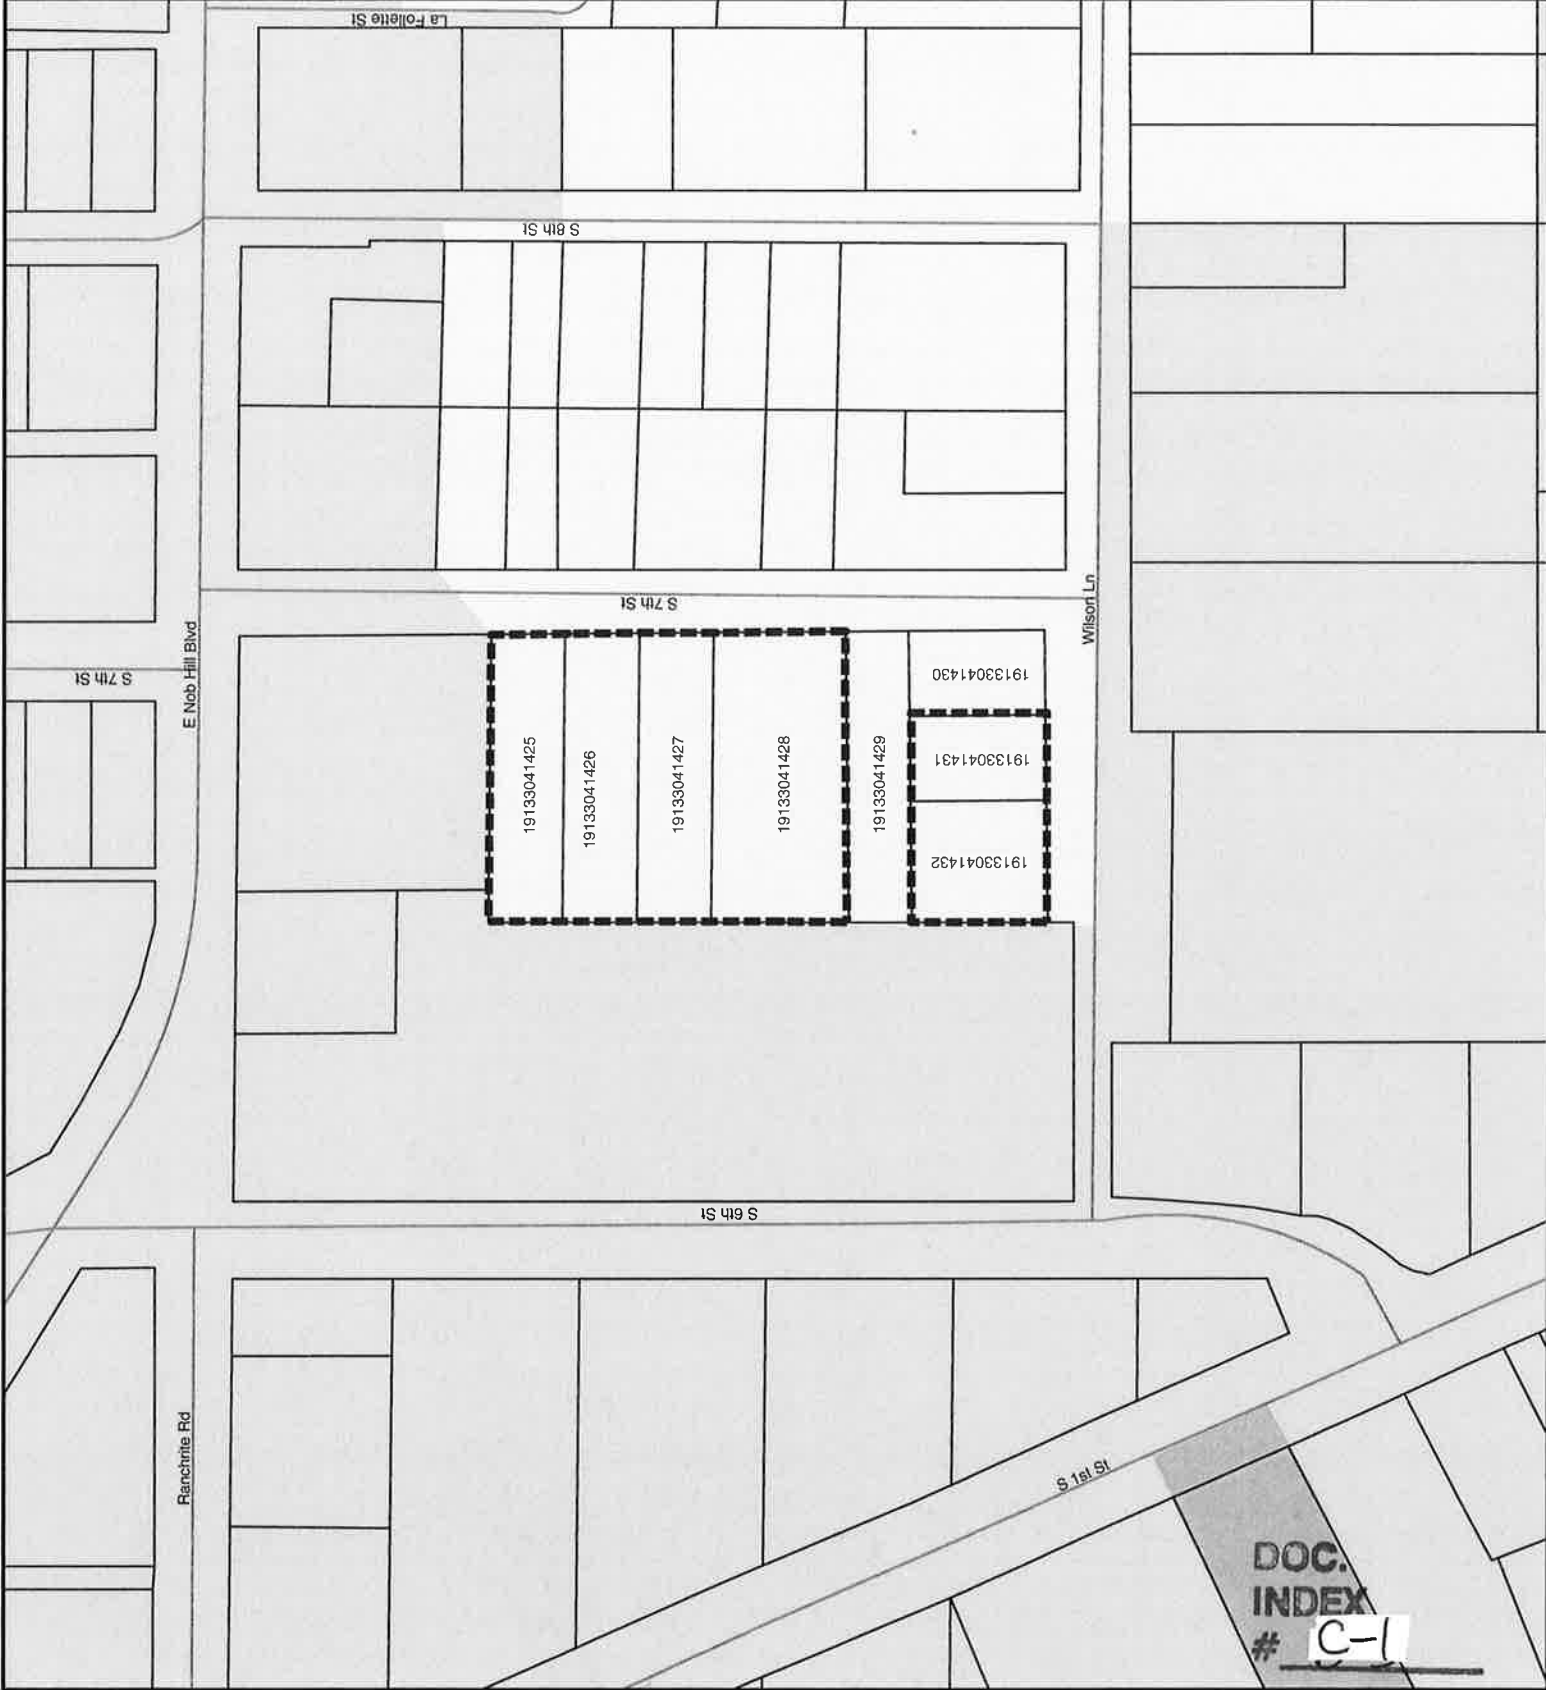 La Follette St
S 8th St
S 7th St
Wilson Ln
E Nob Hill Blvd
S 7th St
19133041430
19133041425
19133041426
19133041427
19133041428
19133041429
19133041431
19133041432
S 6th St
Ranchrite Rd
S 1st St
DOC.
INDEX
# C-1